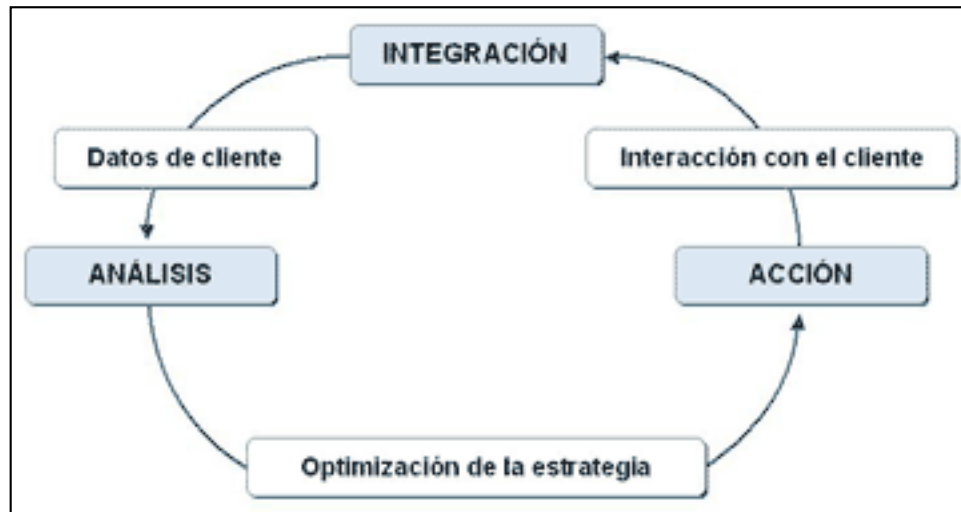 INTEGRACIÓN
Datos de cliente
Interacción con el cliente
ANÁLISIS
ACCIÓN
Optimización de la estrategia